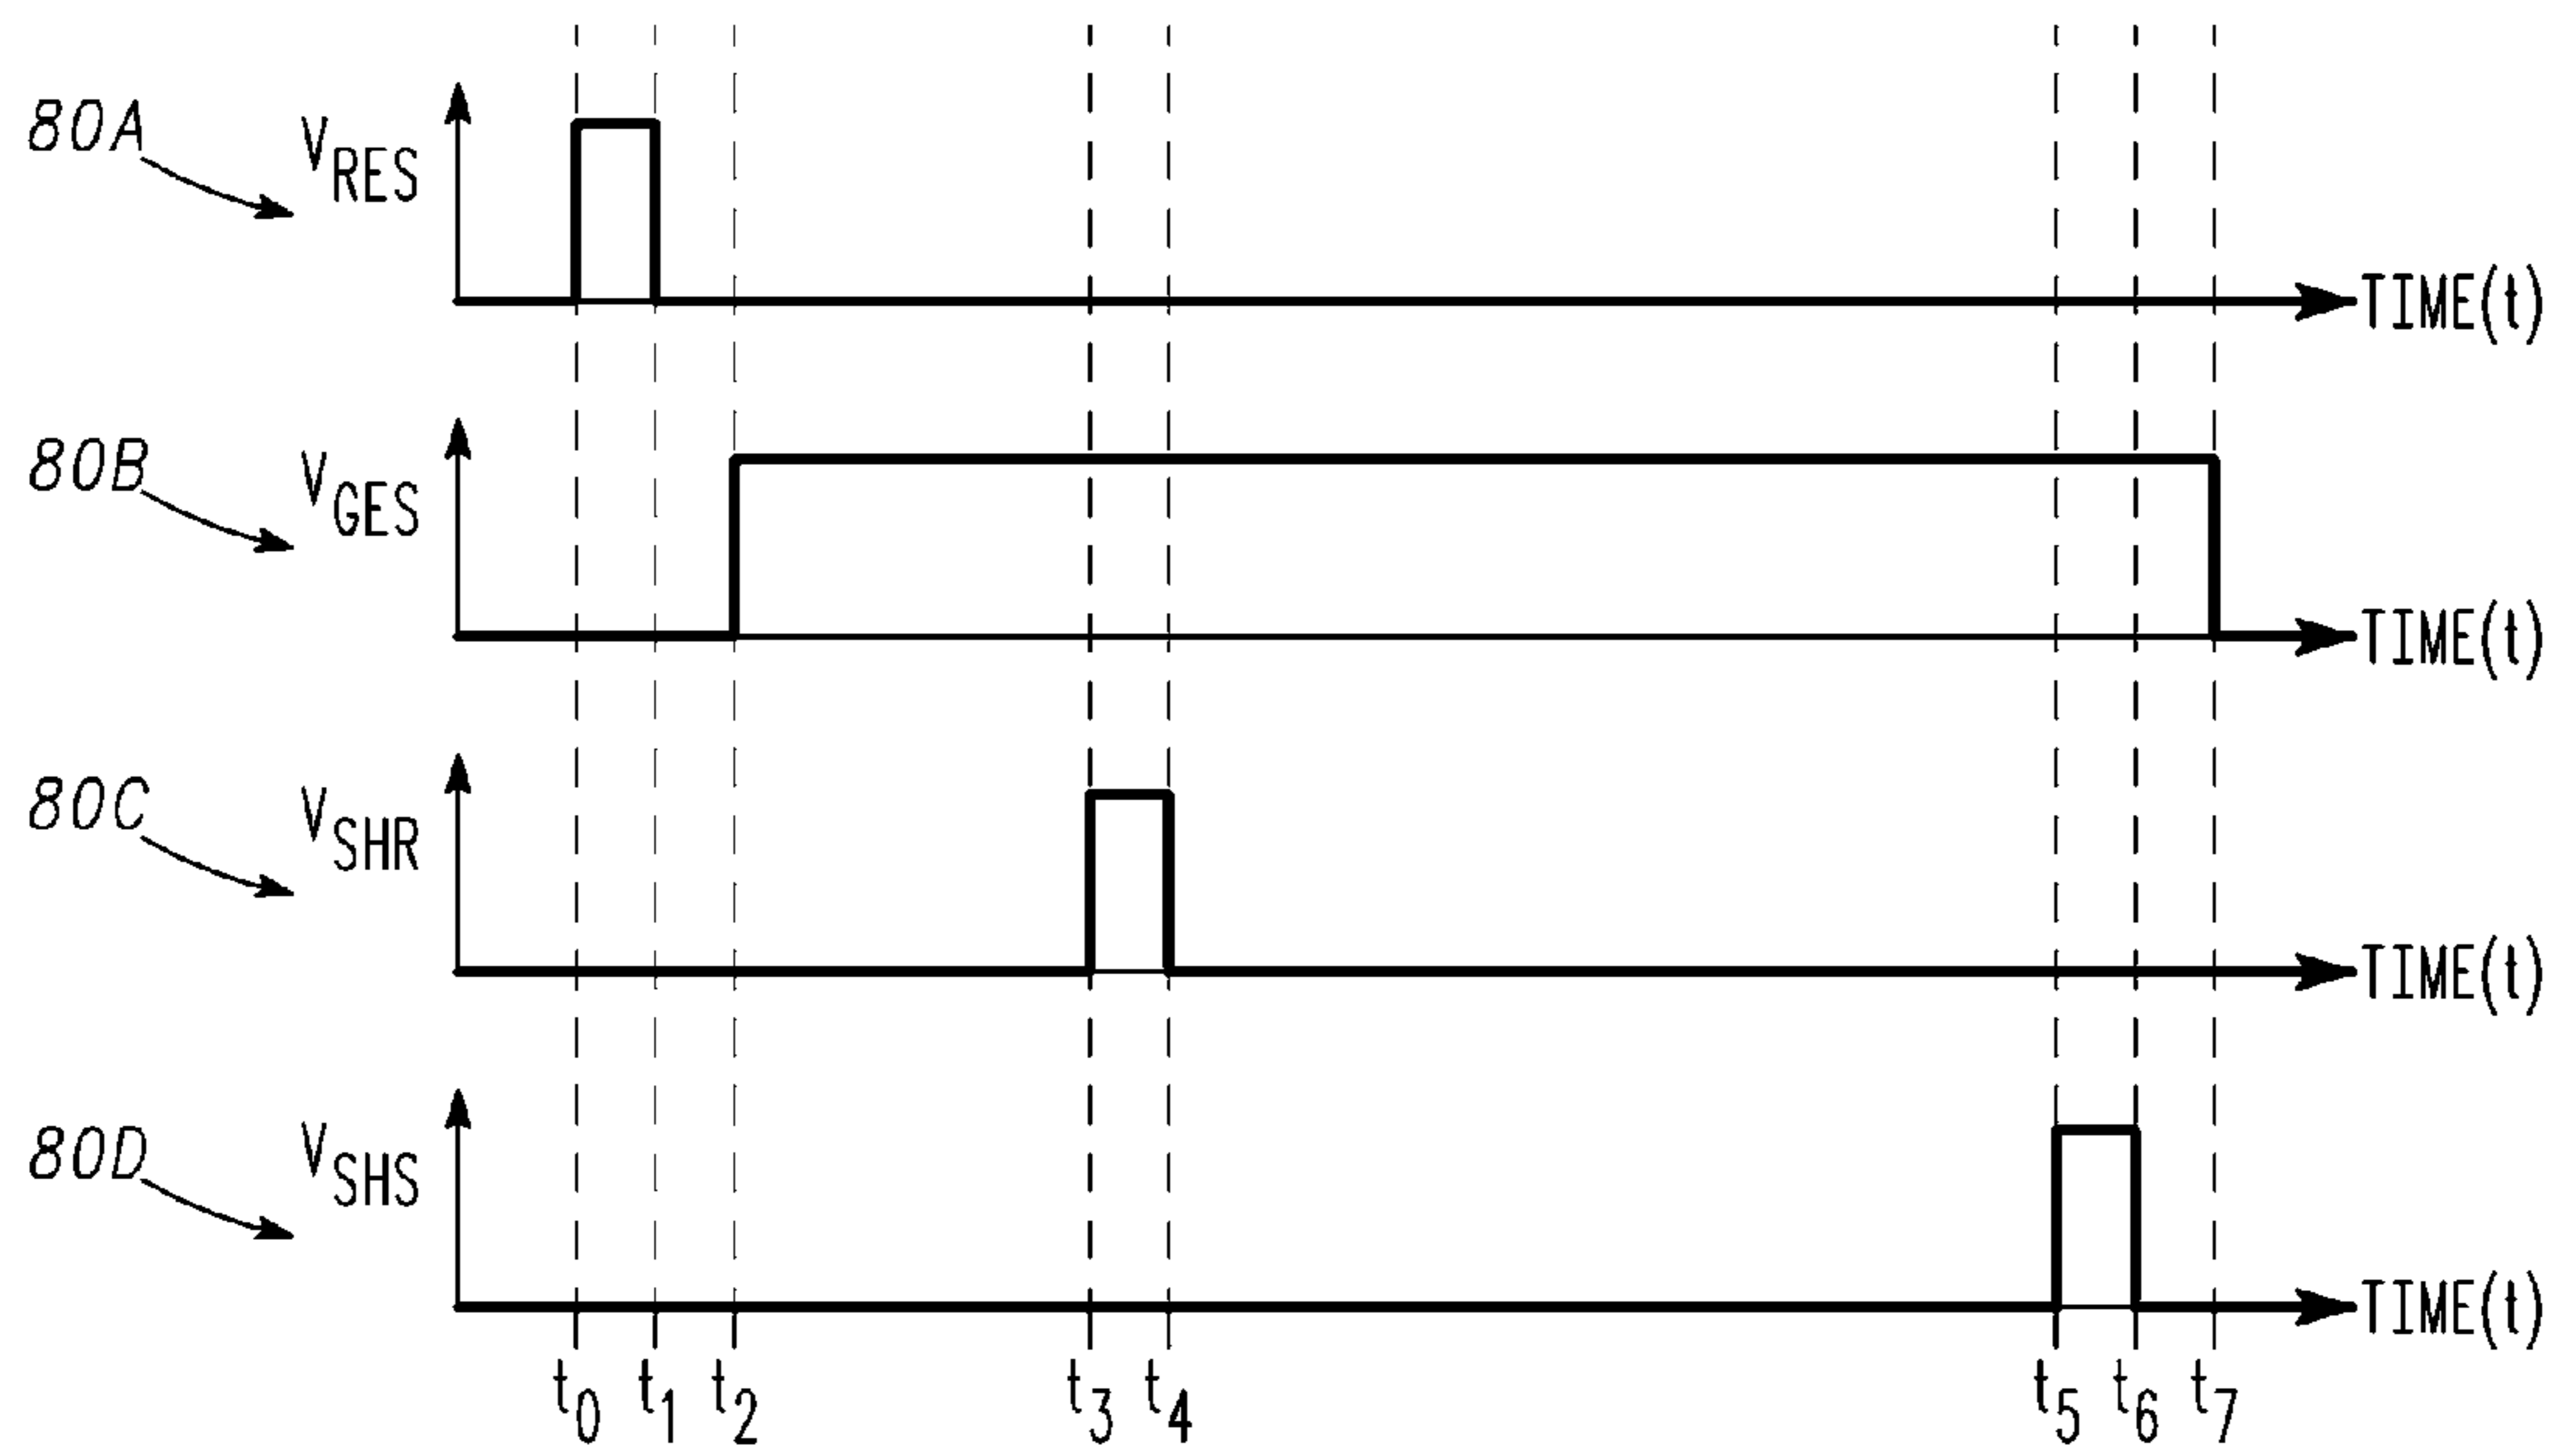 80A V_RES
TIME(t)
80B V_GES
TIME(t)
80C V_SHR
TIME(t)
80D V_SHS
TIME(t)
t0 t1 t2 t3 t4 t5 t6 t7